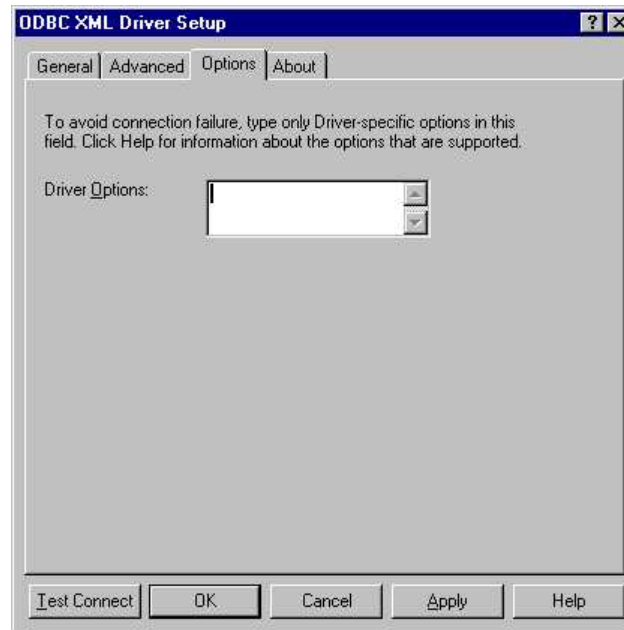 ODBC XML Driver Setup
General Advanced Options About
To avoid connection failure, type only Driver-specific options in this
field. Click Help for information about the options that are supported.
Driver Options:
Test Connect OK Cancel Apply Help